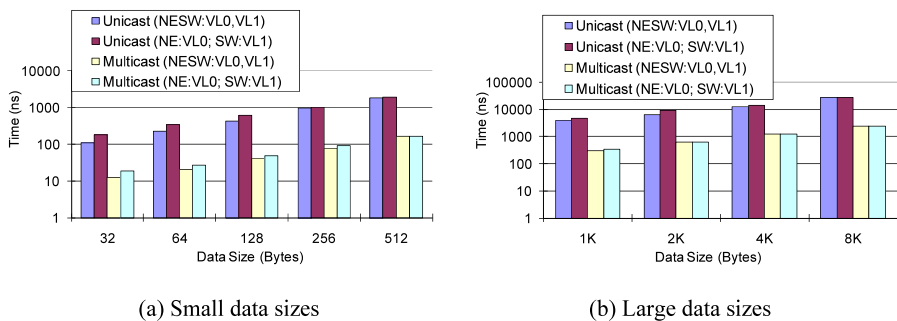 Unicast (NESW:VL0,VL1)
Unicast (NE:VL0; SW:VL1)
Multicast (NESW:VL0,VL1)
Multicast (NE:VL0; SW:VL1)
10000
1000
100
10
1
Time (ns)
32 64 128 256 512
Data Size (Bytes)
(a) Small data sizes
Unicast (NESW:VL0,VL1)
Unicast (NE:VL0; SW:VL1)
Multicast (NESW:VL0,VL1)
Multicast (NE:VL0; SW:VL1)
100000
10000
1000
100
10
1
Time (ns)
1K 2K 4K 8K
Data Size (Bytes)
(b) Large data sizes